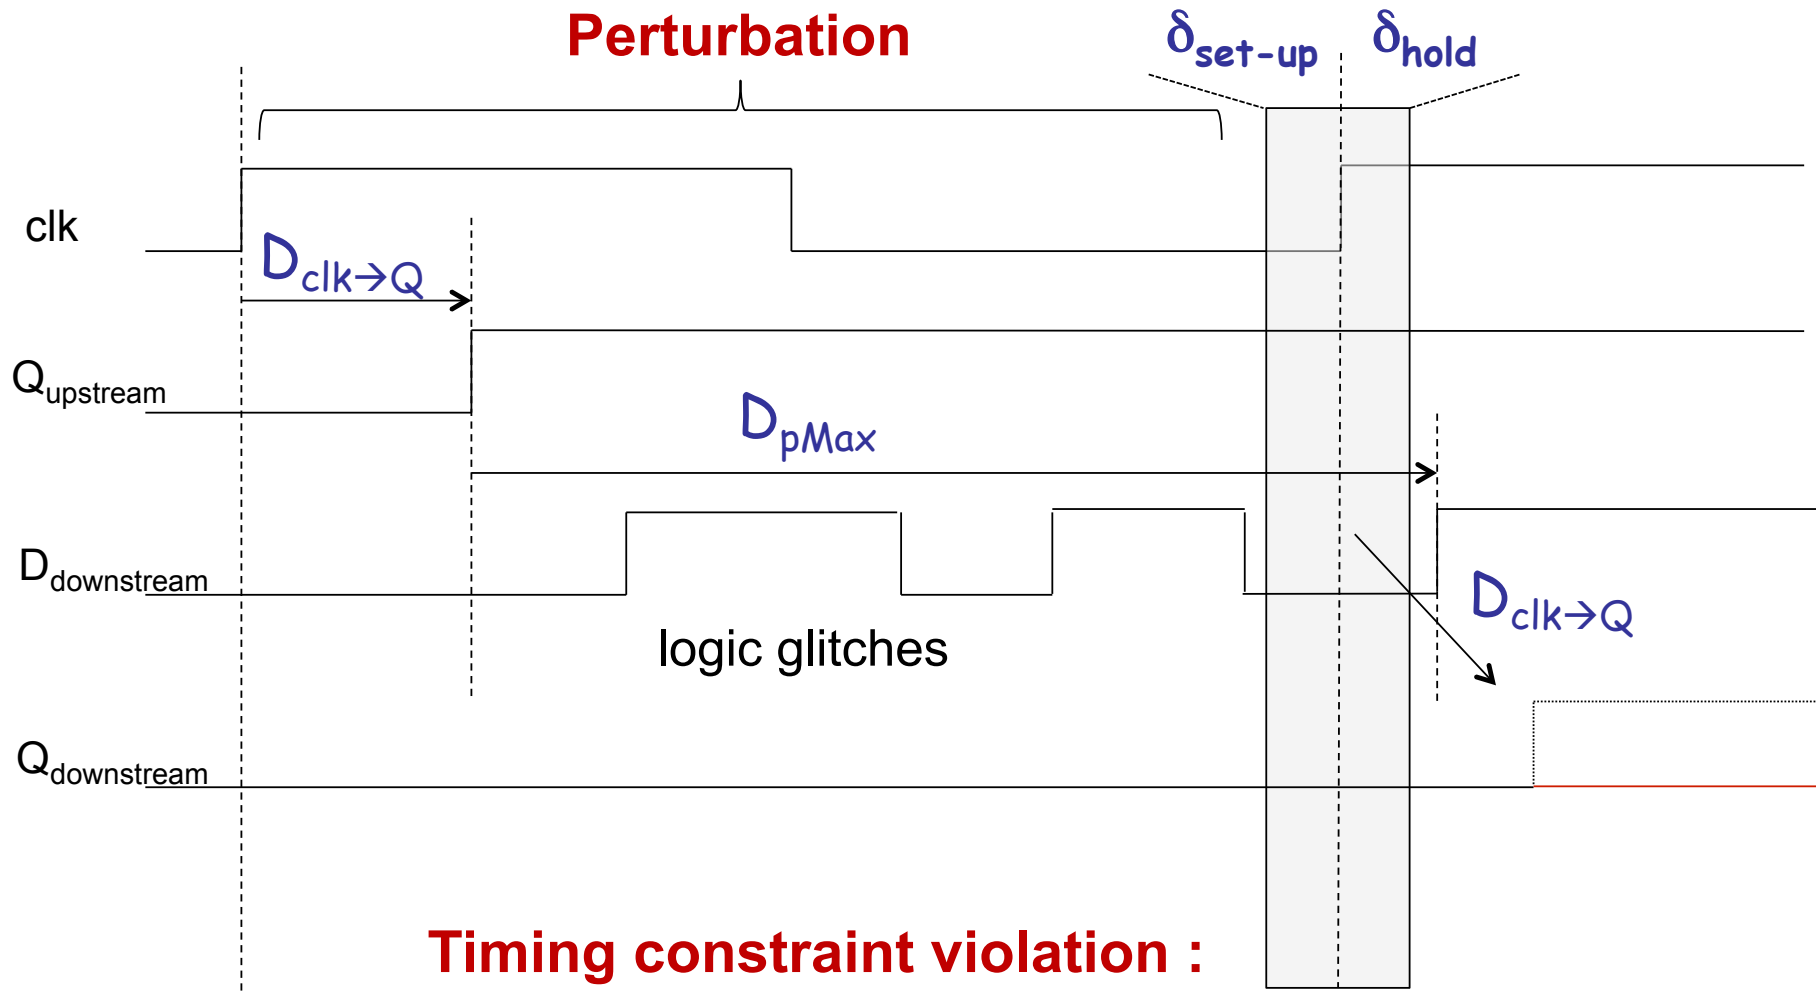 Perturbation
δset-up δhold
clk
Dclk→Q
Qupstream
DpMax
Ddownstream
Dclk→Q
logic glitches
Qdownstream
Timing constraint violation :